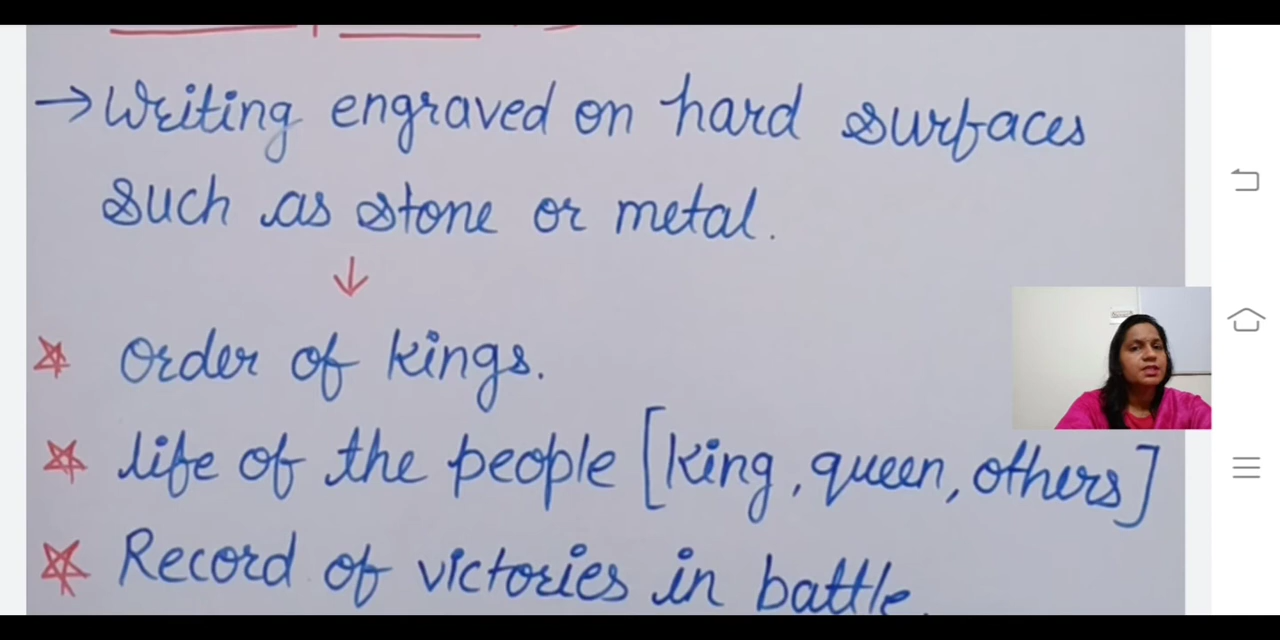 → Writing engraved on hard surfaces
such as stone or metal.
↓
☆ Order of kings.
☆ life of the people [king, queen, others]
☆ Record of victories in battle.